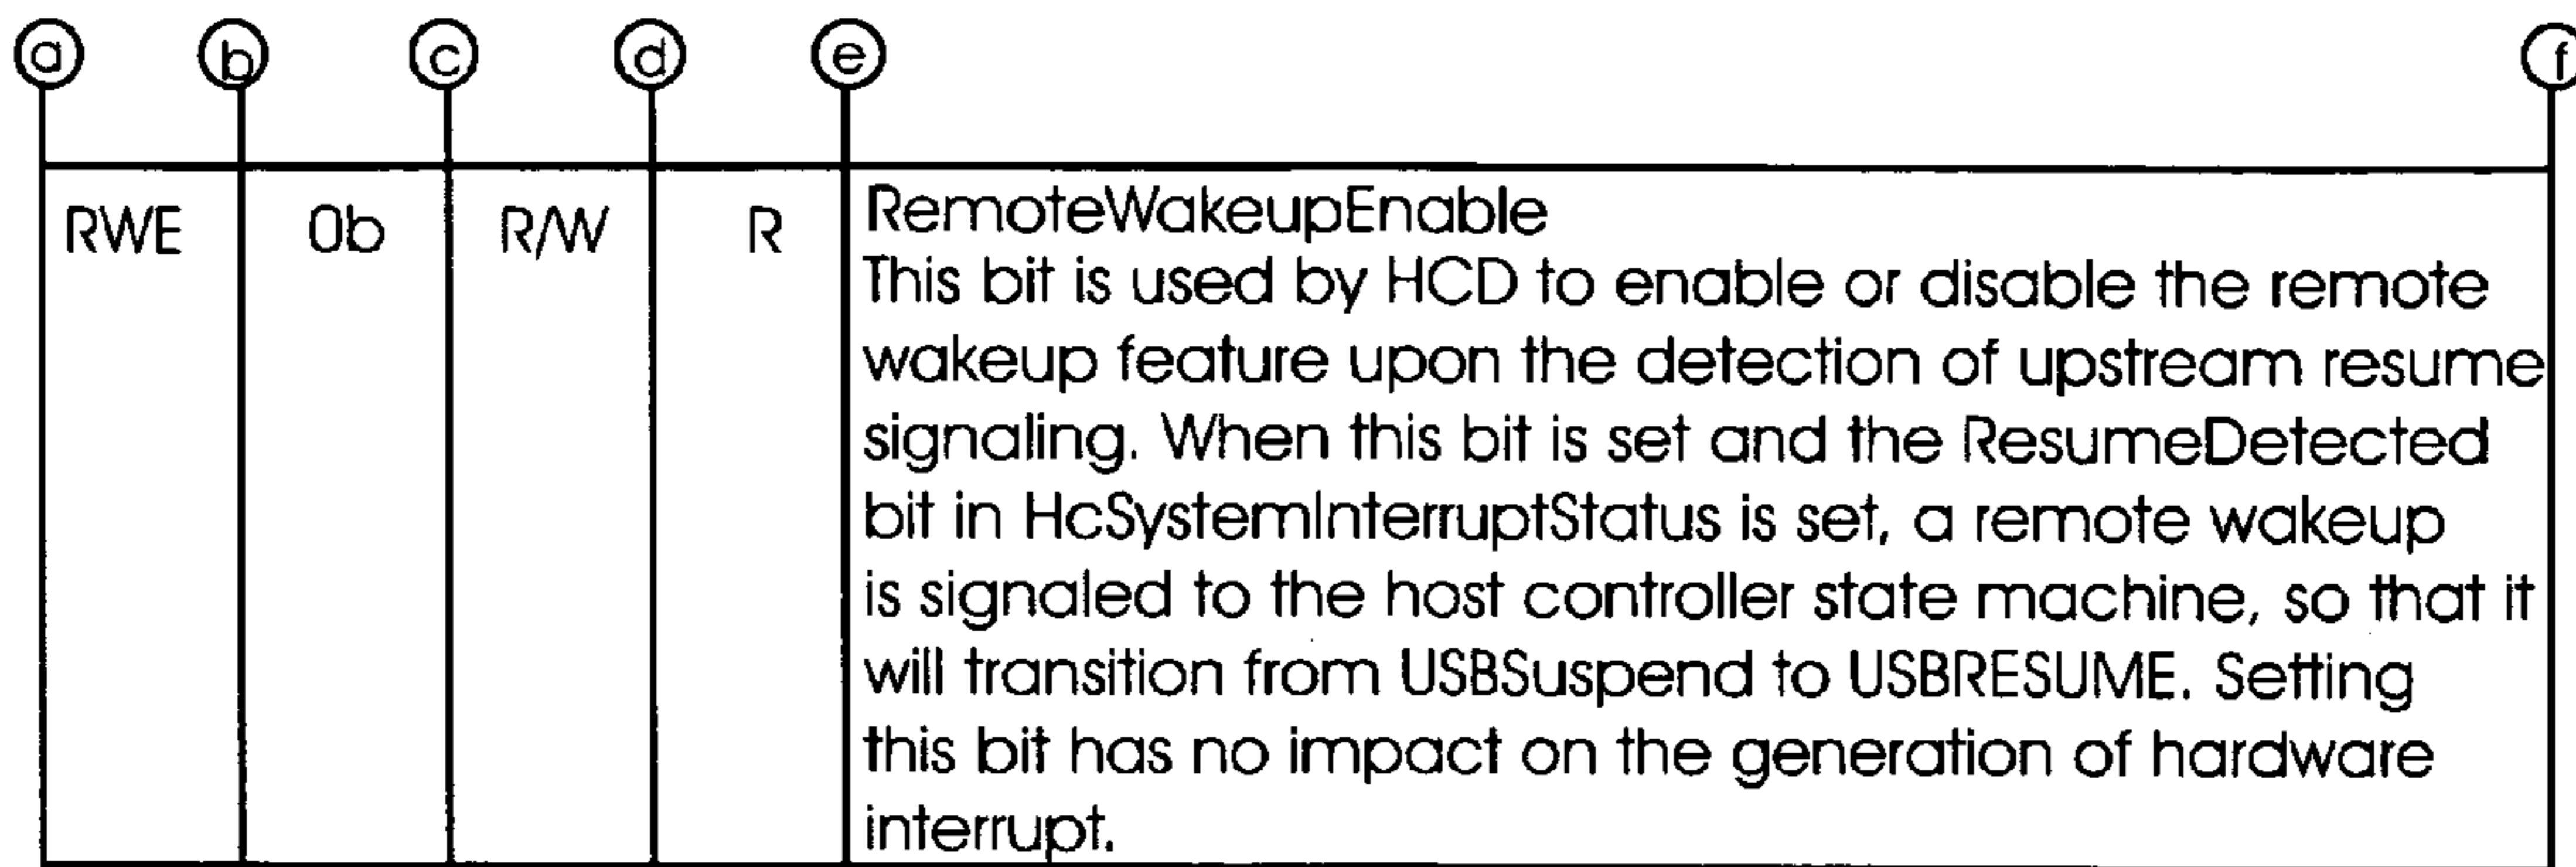 a b c d e f
RWE 0b R/W R RemoteWakeupEnable
This bit is used by HCD to enable or disable the remote
wakeup feature upon the detection of upstream resume
signaling. When this bit is set and the ResumeDetected
bit in HcSystemInterruptStatus is set, a remote wakeup
is signaled to the host controller state machine, so that it
will transition from USBSuspend to USBRESUME. Setting
this bit has no impact on the generation of hardware
interrupt.